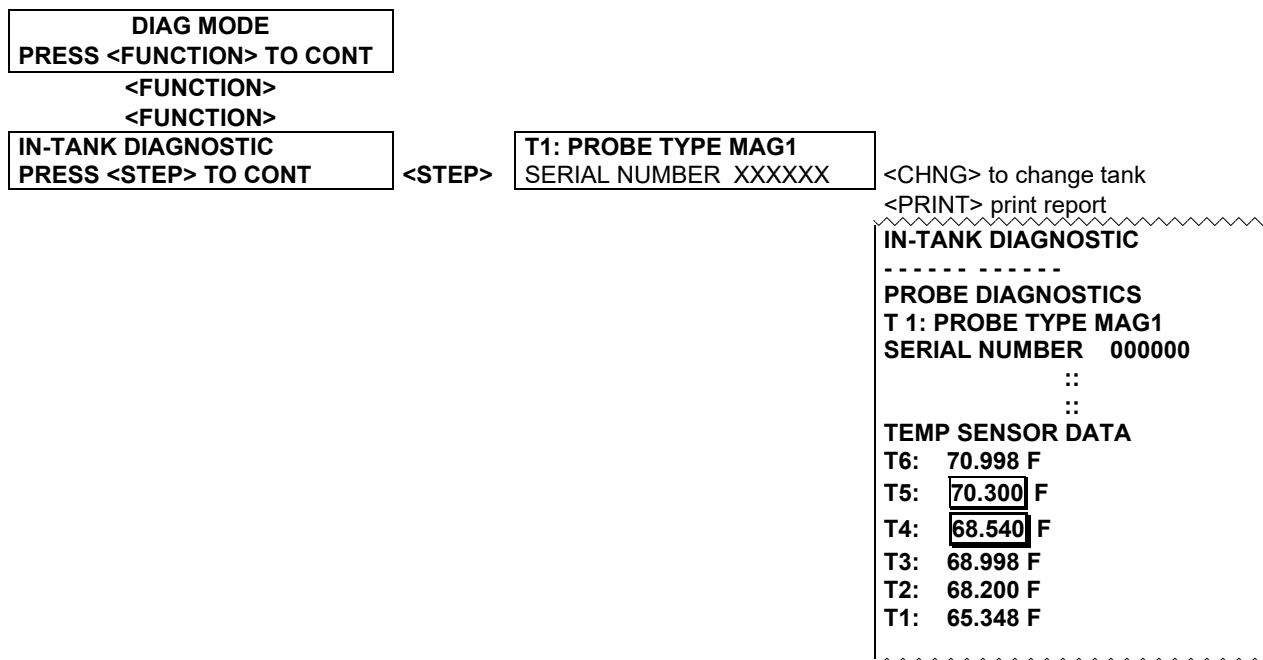 DIAG MODE
PRESS <FUNCTION> TO CONT
<FUNCTION>
<FUNCTION>
IN-TANK DIAGNOSTIC
PRESS <STEP> TO CONT
<STEP>
T1: PROBE TYPE MAG1
SERIAL NUMBER XXXXXX
<CHNG> to change tank
<PRINT> print report
IN-TANK DIAGNOSTIC
- - - - - - - - - - - -
PROBE DIAGNOSTICS
T 1: PROBE TYPE MAG1
SERIAL NUMBER 000000
::
::
TEMP SENSOR DATA
T6: 70.998 F
T5: 70.300 F
T4: 68.540 F
T3: 68.998 F
T2: 68.200 F
T1: 65.348 F